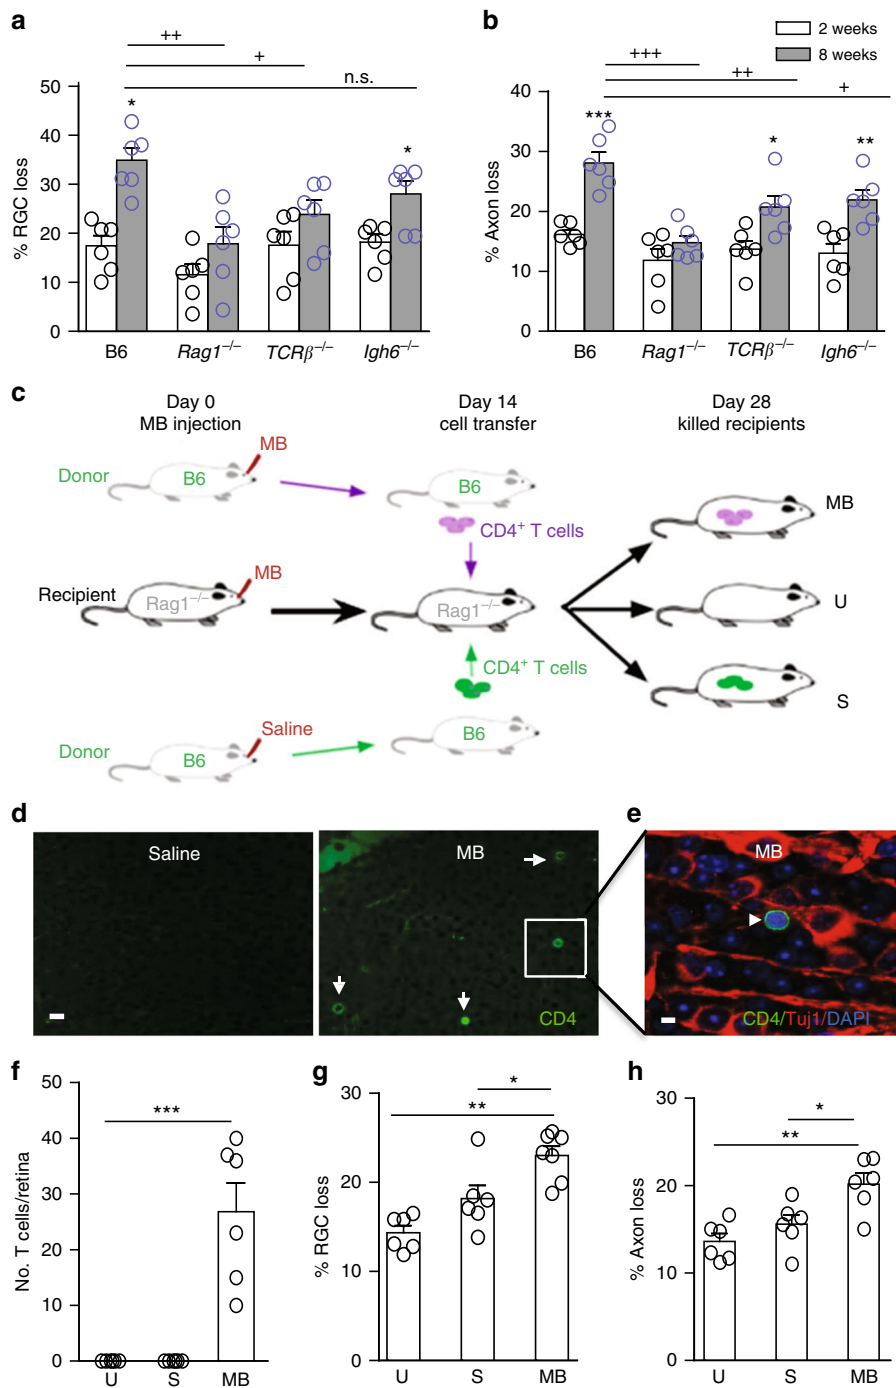 a
++
+
n.s.
% RGC loss
50
40
30
20
10
0
*
*
B6
Rag1−/−
TCRβ−/−
Igh6−/−
b
2 weeks
8 weeks
+++
++
+
% Axon loss
40
30
20
10
0
***
*
**
B6
Rag1−/−
TCRβ−/−
Igh6−/−
c
Day 0
MB injection
Day 14
cell transfer
Day 28
killed recipients
Donor
B6
MB
B6
CD4+ T cells
MB
Recipient
Rag1−/−
MB
Rag1−/−
U
CD4+ T cells
S
Donor
B6
Saline
B6
d
Saline
MB
CD4
e
MB
CD4/Tuj1/DAPI
f
No. T cells/retina
50
40
30
20
10
0
***
U
S
MB
g
% RGC loss
30
20
10
0
*
**
U
S
MB
h
% Axon loss
30
20
10
0
*
**
U
S
MB